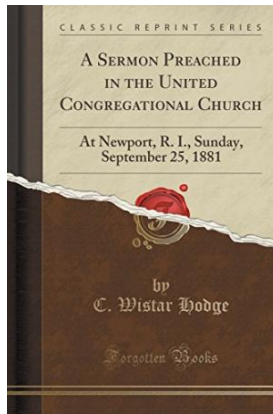 CLASSIC REPRINT SERIES
A Sermon Preached
in the United
Congregational Church
At Newport, R. I., Sunday,
September 25, 1881
by
C. Wistar Hodge
Forgotten Books